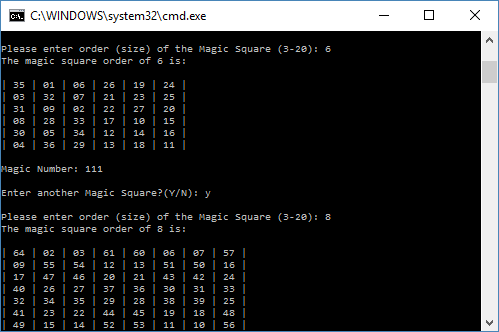 C:\WINDOWS\system32\cmd.exe
Please enter order (size) of the Magic Square (3-20): 6
The magic square order of 6 is:
| 35 | 01 | 06 | 26 | 19 | 24 |
| 03 | 32 | 07 | 21 | 23 | 25 |
| 31 | 09 | 02 | 22 | 27 | 20 |
| 08 | 28 | 33 | 17 | 10 | 15 |
| 30 | 05 | 34 | 12 | 14 | 16 |
| 04 | 36 | 29 | 13 | 18 | 11 |
Magic Number: 111
Enter another Magic Square?(Y/N): y
Please enter order (size) of the Magic Square (3-20): 8
The magic square order of 8 is:
| 64 | 02 | 03 | 61 | 60 | 06 | 07 | 57 |
| 09 | 55 | 54 | 12 | 13 | 51 | 50 | 16 |
| 17 | 47 | 46 | 20 | 21 | 43 | 42 | 24 |
| 40 | 26 | 27 | 37 | 36 | 30 | 31 | 33 |
| 32 | 34 | 35 | 29 | 28 | 38 | 39 | 25 |
| 41 | 23 | 22 | 44 | 45 | 19 | 18 | 48 |
| 49 | 15 | 14 | 52 | 53 | 11 | 10 | 56 |